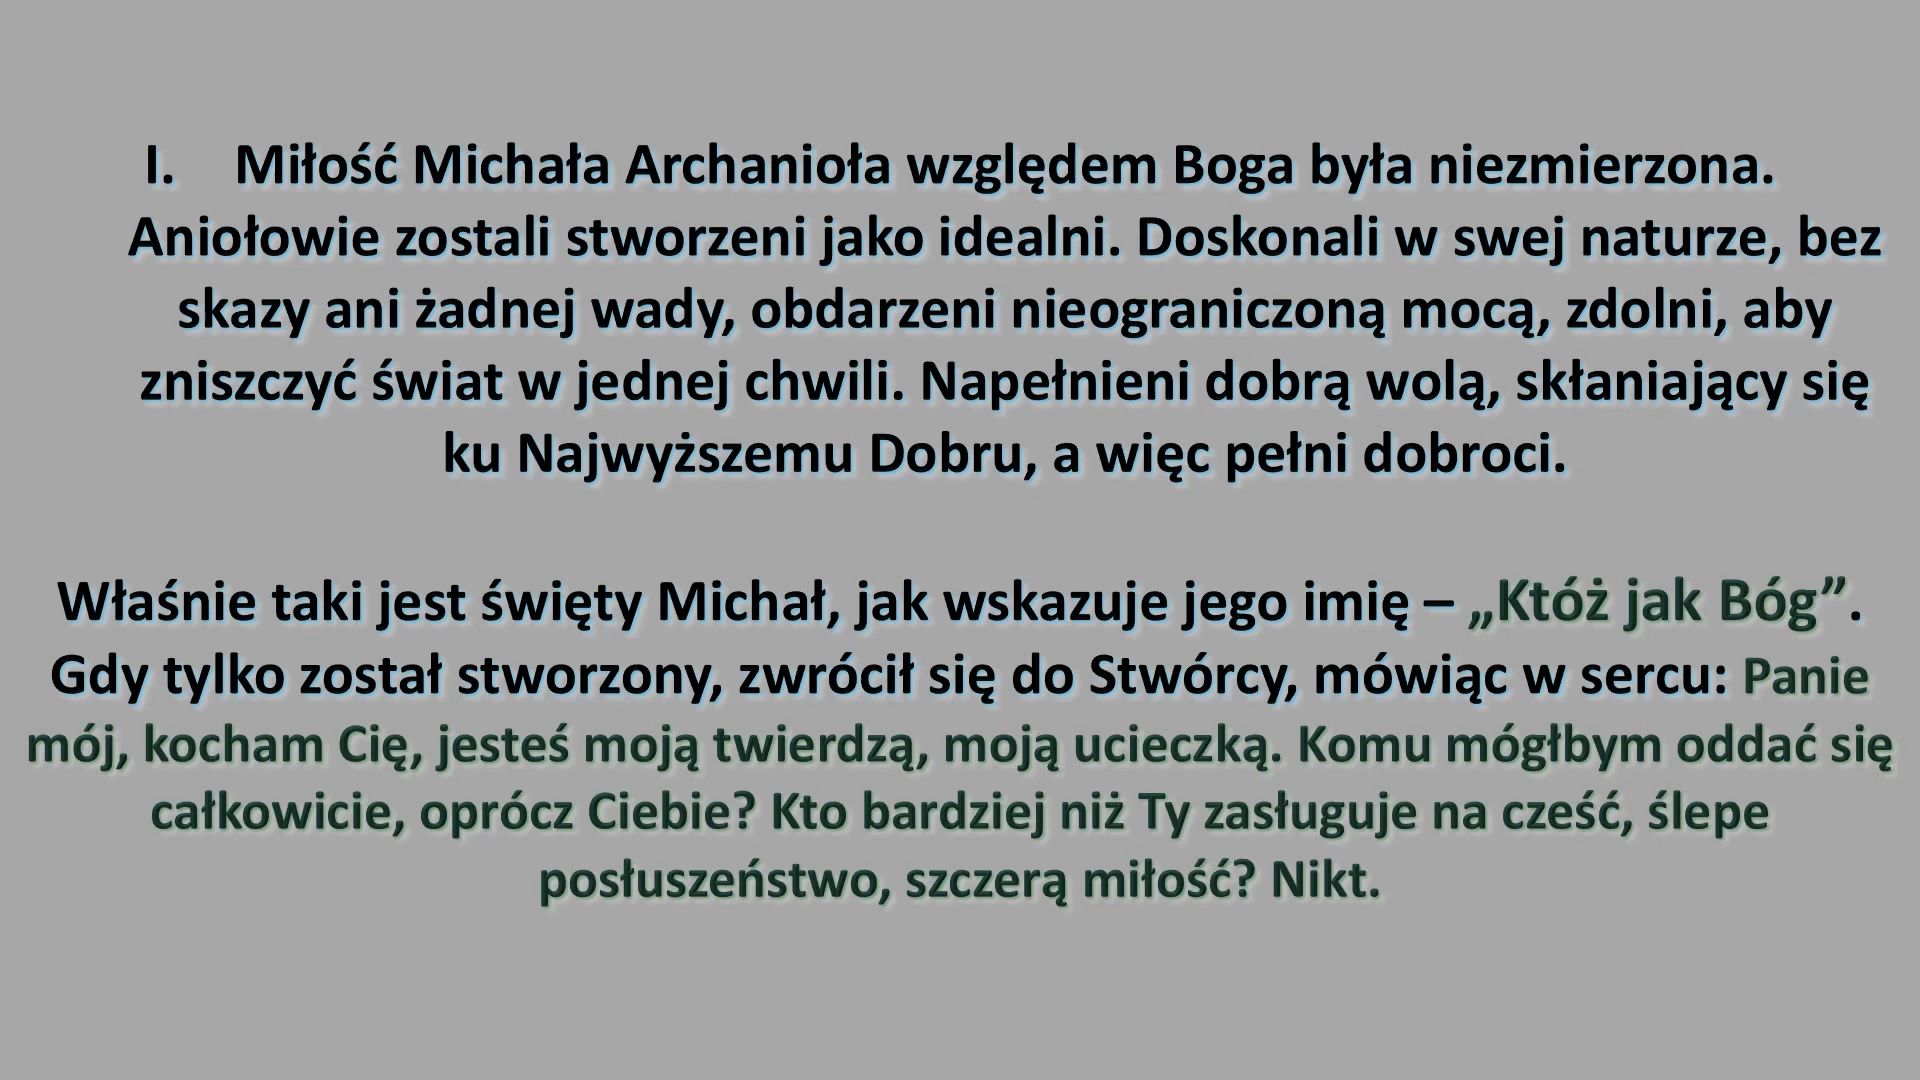 I. Miłość Michała Archanioła względem Boga była niezmierzona.
Aniołowie zostali stworzeni jako idealni. Doskonali w swej naturze, bez
skazy ani żadnej wady, obdarzeni nieograniczoną mocą, zdolni, aby
zniszczyć świat w jednej chwili. Napełnieni dobrą wolą, skłaniający się
ku Najwyższemu Dobru, a więc pełni dobroci.
Właśnie taki jest święty Michał, jak wskazuje jego imię – „Któż jak Bóg”.
Gdy tylko został stworzony, zwrócił się do Stwórcy, mówiąc w sercu: Panie
mój, kocham Cię, jesteś moją twierdzą, moją ucieczką. Komu mógłbym oddać się
całkowicie, oprócz Ciebie? Kto bardziej niż Ty zasługuje na cześć, ślepe
posłuszeństwo, szczerą miłość? Nikt.